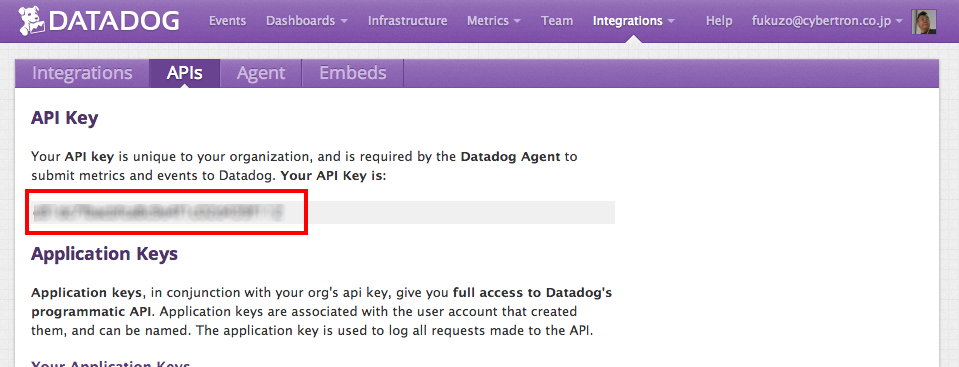 DATADOG Events Dashboards Infrastructure Metrics Team Integrations Help fukuzo@cybertron.co.jp
Integrations APIs Agent Embeds
API Key
Your API key is unique to your organization, and is required by the Datadog Agent to
submit metrics and events to Datadog. Your API Key is:
Application Keys
Application keys, in conjunction with your org's api key, give you full access to Datadog's
programmatic API. Application keys are associated with the user account that created
them, and can be named. The application key is used to log all requests made to the API.
Your Application Keys